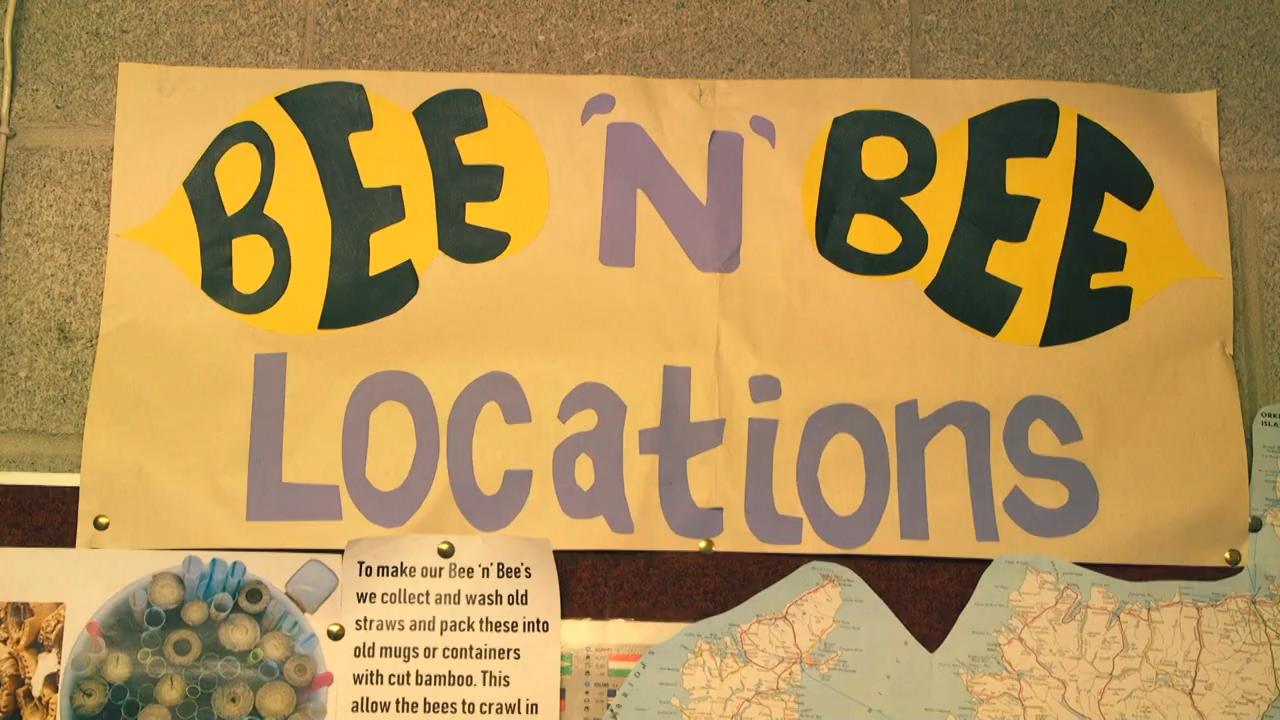 BEE 'N' BEE
Locations
To make our Bee 'n' Bee's
we collect and wash old
straws and pack these into
old mugs or containers
with cut bamboo. This
allow the bees to crawl in